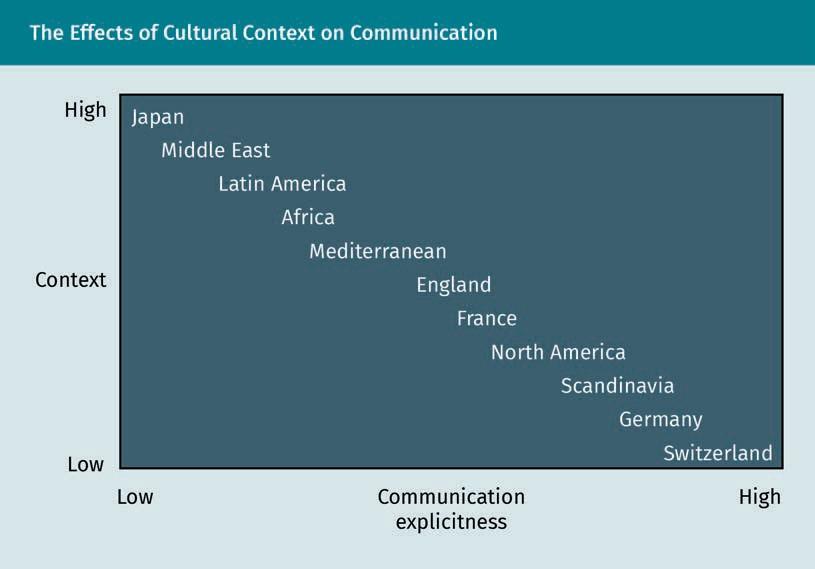 The Effects of Cultural Context on Communication
High
Japan
Middle East
Latin America
Africa
Mediterranean
Context
England
France
North America
Scandinavia
Germany
Switzerland
Low
Low
Communication
explicitness
High